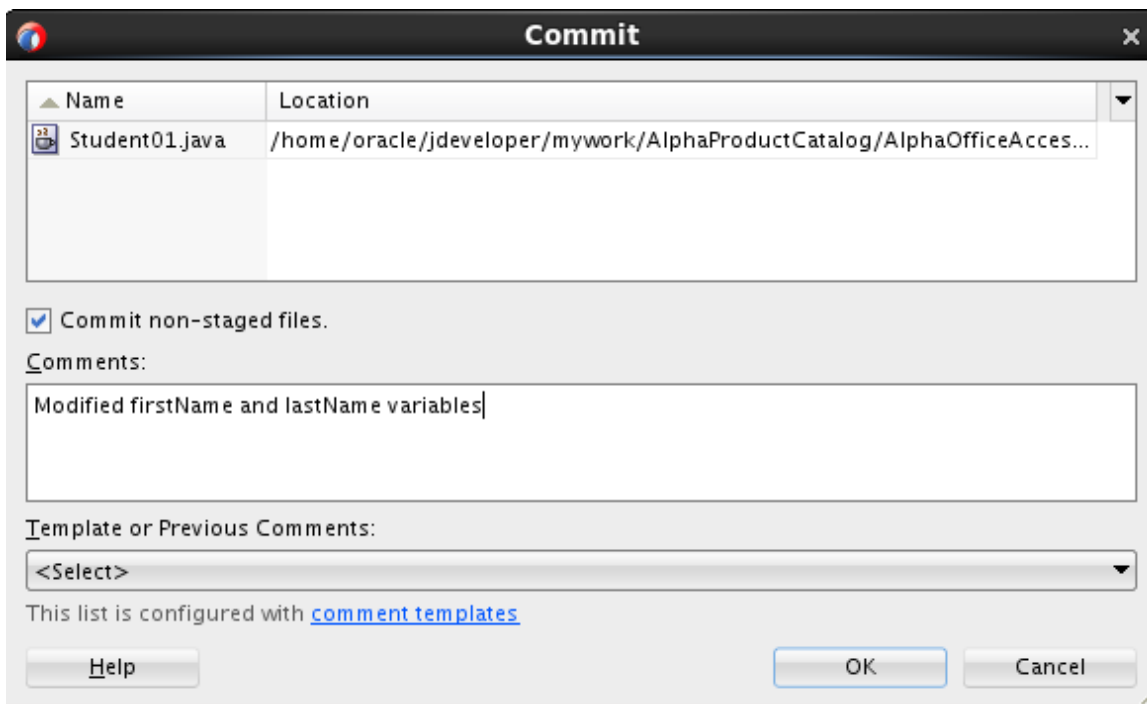 Commit
Name Location
Student01.java /home/oracle/jdeveloper/mywork/AlphaProductCatalog/AlphaOfficeAcces...
Commit non-staged files.
Comments:
Modified firstName and lastName variables
Template or Previous Comments:
<Select>
This list is configured with comment templates
Help OK Cancel